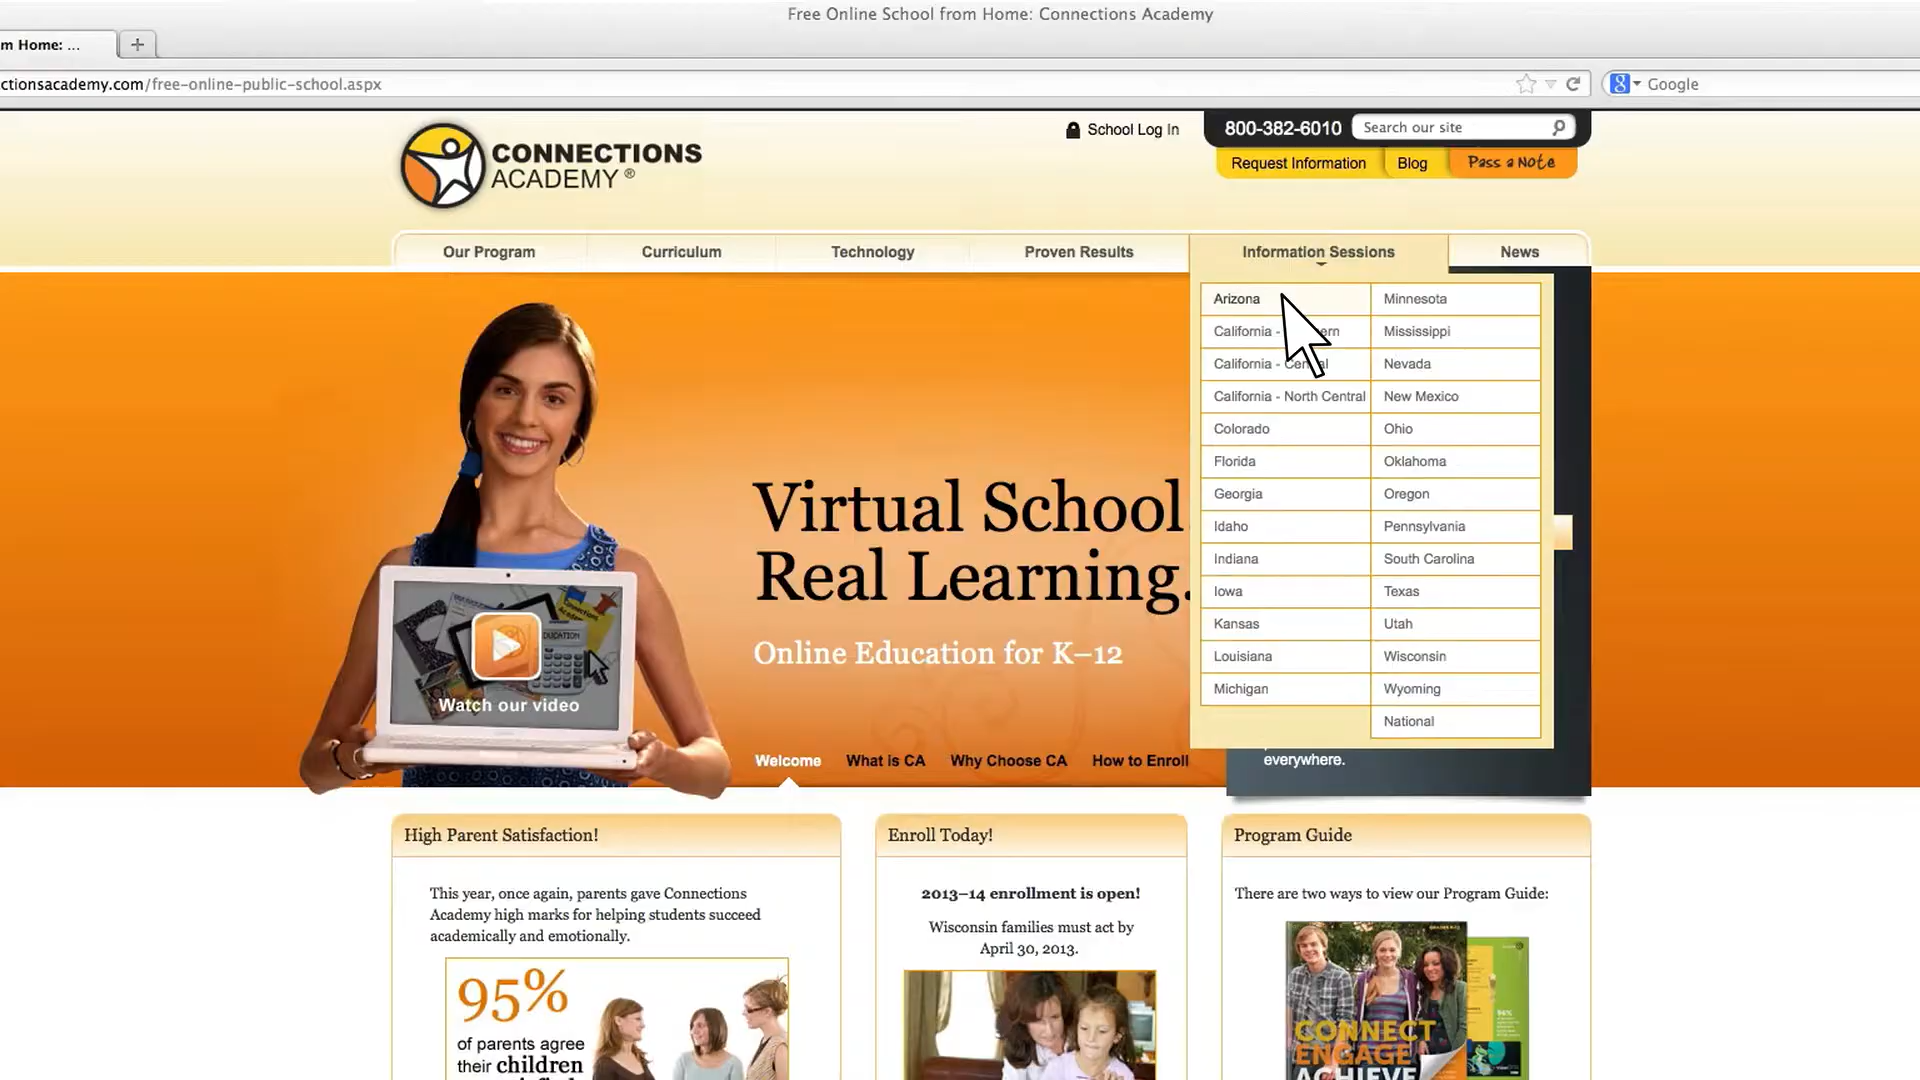 Free Online School from Home: Connections Academy
m Home: ...
ctionsacademy.com/free-online-public-school.aspx
Google
School Log In
800-382-6010
Search our site
CONNECTIONS
ACADEMY®
Request Information
Blog
Pass a Note
Our Program
Curriculum
Technology
Proven Results
Information Sessions
News
Arizona
Minnesota
California -
Mississippi
California - Central
Nevada
California - North Central
New Mexico
Colorado
Ohio
Florida
Oklahoma
Georgia
Oregon
Idaho
Pennsylvania
Indiana
South Carolina
Iowa
Texas
Kansas
Utah
Louisiana
Wisconsin
Michigan
Wyoming
National
Virtual School.
Real Learning.
Online Education for K–12
Watch our video
Welcome
What is CA
Why Choose CA
How to Enroll
everywhere.
High Parent Satisfaction!
This year, once again, parents gave Connections
Academy high marks for helping students succeed
academically and emotionally.
95%
of parents agree
their children
Enroll Today!
2013–14 enrollment is open!
Wisconsin families must act by
April 30, 2013.
Program Guide
There are two ways to view our Program Guide:
CONNECT
ENGAGE
ACHIEVE